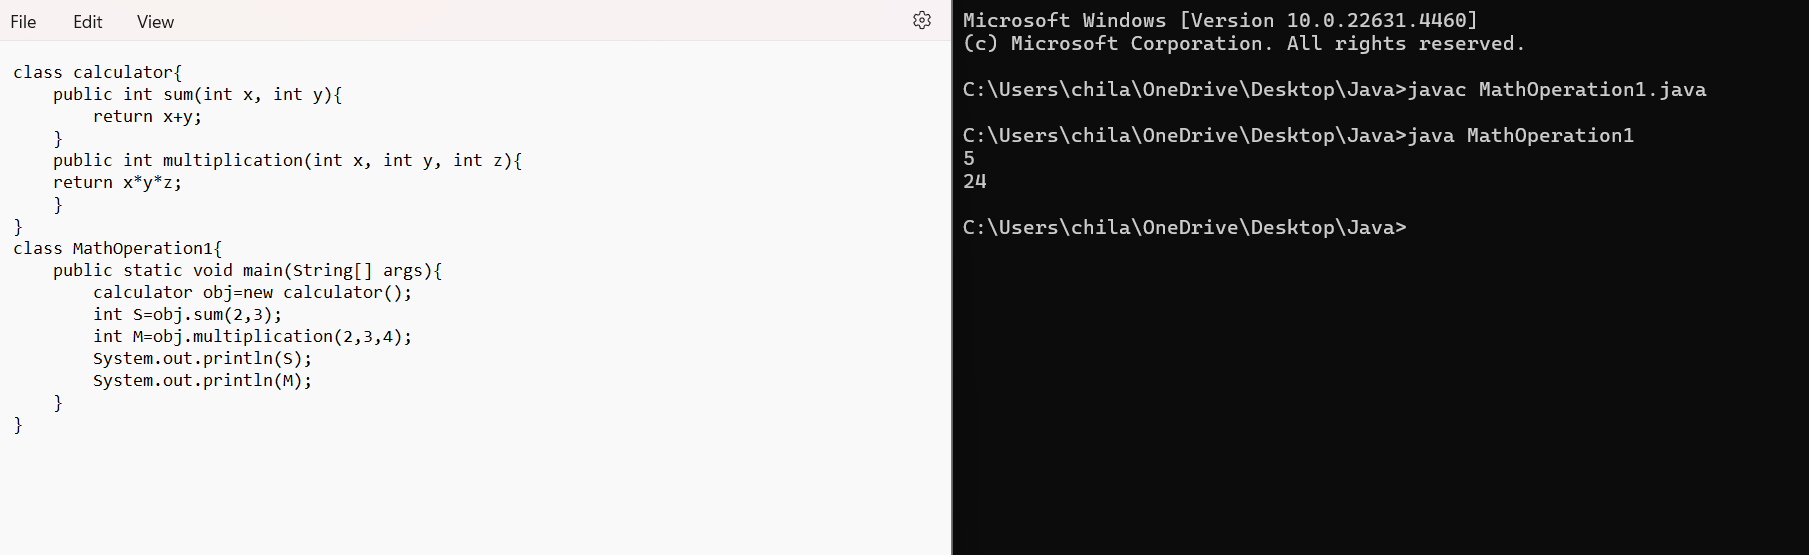 File Edit View
class calculator{
    public int sum(int x, int y){
        return x+y;
    }
    public int multiplication(int x, int y, int z){
    return x*y*z;
    }
}
class MathOperation1{
    public static void main(String[] args){
        calculator obj=new calculator();
        int S=obj.sum(2,3);
        int M=obj.multiplication(2,3,4);
        System.out.println(S);
        System.out.println(M);
    }
}
Microsoft Windows [Version 10.0.22631.4460]
(c) Microsoft Corporation. All rights reserved.
C:\Users\chila\OneDrive\Desktop\Java>javac MathOperation1.java
C:\Users\chila\OneDrive\Desktop\Java>java MathOperation1
5
24
C:\Users\chila\OneDrive\Desktop\Java>